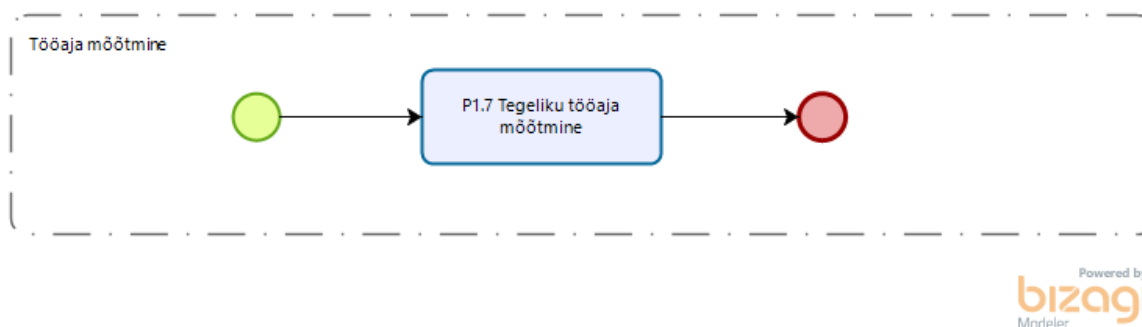 Tööaja mõõtmine
P1.7 Tegeliku tööaja
mõõtmine
Powered by
bizagi
Modeler